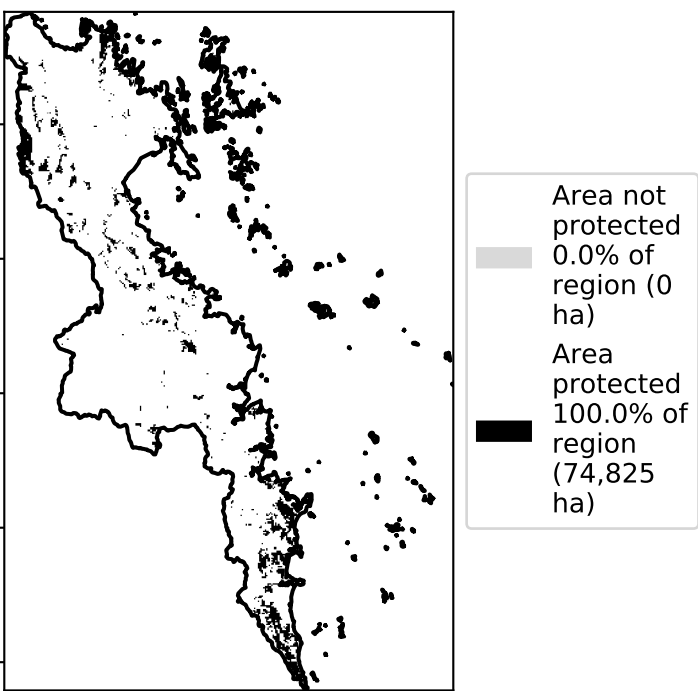 Area not
protected
0.0% of
region (0
ha)
Area
protected
100.0% of
region
(74,825
ha)